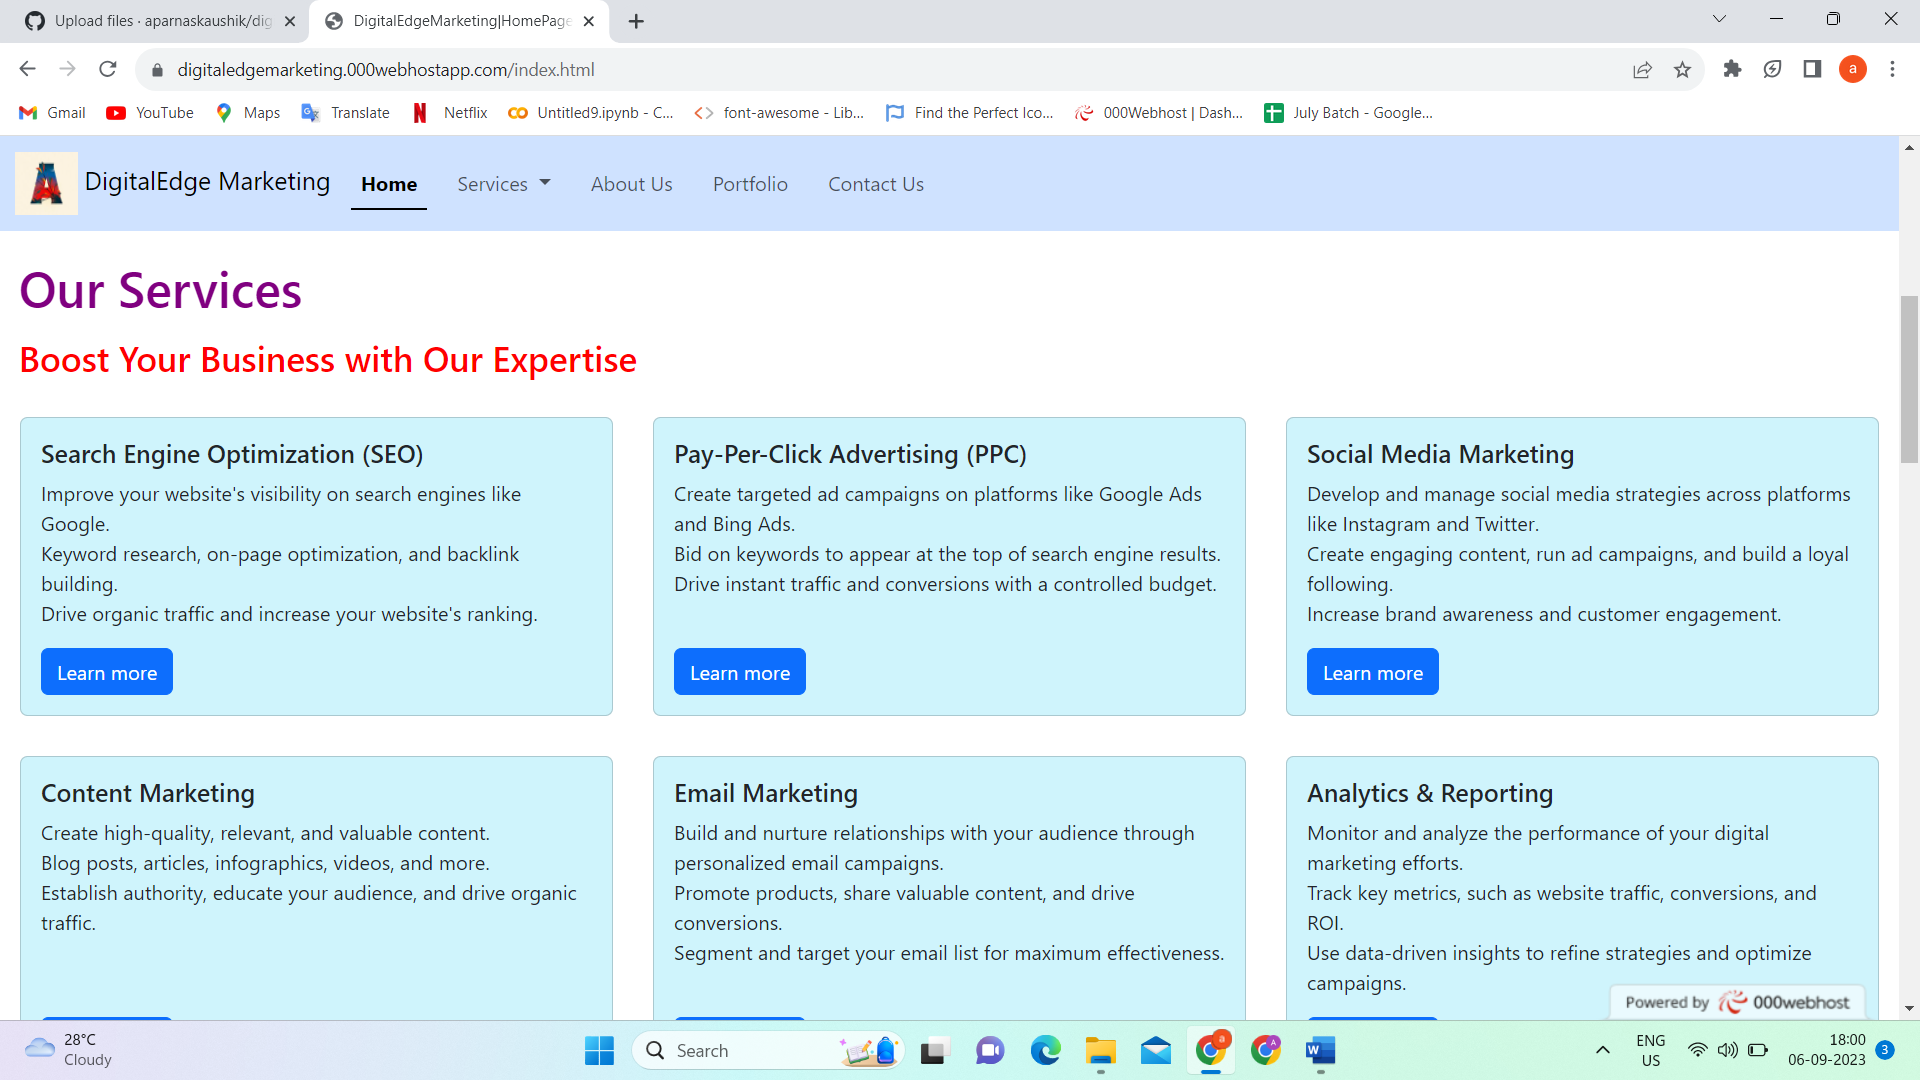 Upload files · aparnaskaushik/dig
DigitalEdgeMarketing|HomePage
digitaledgemarketing.000webhostapp.com/index.html
a
Gmail
YouTube
Maps
Translate
Netflix
Untitled9.ipynb - C...
font-awesome - Lib...
Find the Perfect Ico...
000Webhost | Dash...
July Batch - Google...
DigitalEdge Marketing
Home
Services
About Us
Portfolio
Contact Us
Our Services
Boost Your Business with Our Expertise
Search Engine Optimization (SEO)
Improve your website's visibility on search engines like
Google.
Keyword research, on-page optimization, and backlink
building.
Drive organic traffic and increase your website's ranking.
Learn more
Pay-Per-Click Advertising (PPC)
Create targeted ad campaigns on platforms like Google Ads
and Bing Ads.
Bid on keywords to appear at the top of search engine results.
Drive instant traffic and conversions with a controlled budget.
Learn more
Social Media Marketing
Develop and manage social media strategies across platforms
like Instagram and Twitter.
Create engaging content, run ad campaigns, and build a loyal
following.
Increase brand awareness and customer engagement.
Learn more
Content Marketing
Create high-quality, relevant, and valuable content.
Blog posts, articles, infographics, videos, and more.
Establish authority, educate your audience, and drive organic
traffic.
Email Marketing
Build and nurture relationships with your audience through
personalized email campaigns.
Promote products, share valuable content, and drive
conversions.
Segment and target your email list for maximum effectiveness.
Analytics & Reporting
Monitor and analyze the performance of your digital
marketing efforts.
Track key metrics, such as website traffic, conversions, and
ROI.
Use data-driven insights to refine strategies and optimize
campaigns.
Powered by 000webhost
28°C
Cloudy
Search
ENG
US
18:00
06-09-2023
3